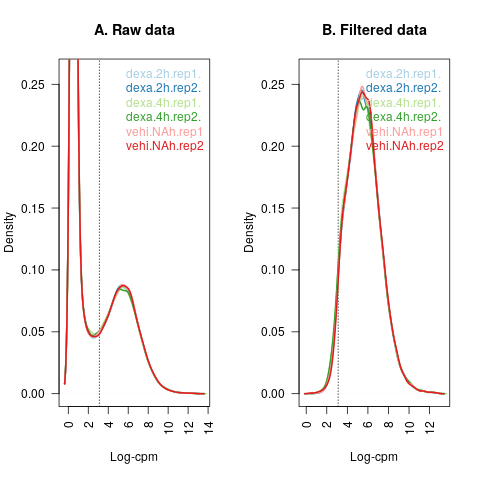 A. Raw data
dexa.2h.rep1.
dexa.2h.rep2.
dexa.4h.rep1.
dexa.4h.rep2.
vehi.NAh.rep1
vehi.NAh.rep2
Density
0.25
0.20
0.15
0.10
0.05
0.00
0 2 4 6 8 10 12 14
Log-cpm
B. Filtered data
dexa.2h.rep1.
dexa.2h.rep2.
dexa.4h.rep1.
dexa.4h.rep2.
vehi.NAh.rep1
vehi.NAh.rep2
Density
0.25
0.20
0.15
0.10
0.05
0.00
0 2 4 6 8 10 12
Log-cpm